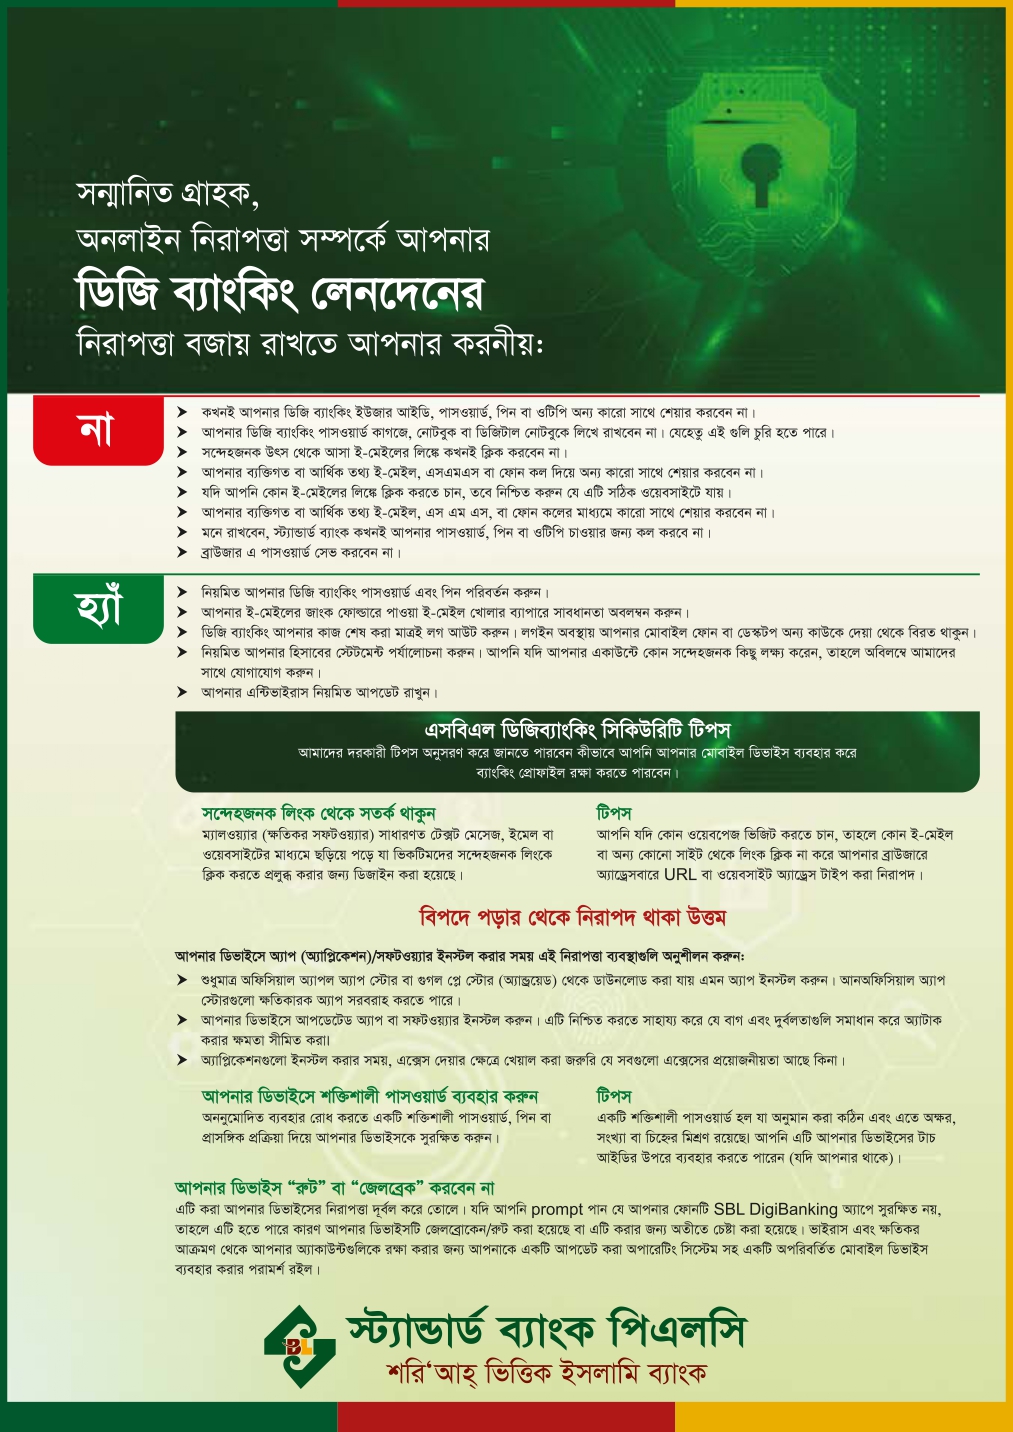 সন্মানিত গ্রাহক,
অনলাইন নিরাপত্তা সম্পর্কে আপনার
ডিজি ব্যাংকিং লেনদেনের
নিরাপত্তা বজায় রাখতে আপনার করনীয়:
না
➤ কখনই আপনার ডিজি ব্যাংকিং ইউজার আইডি, পাসওয়ার্ড, পিন বা ওটিপি অন্য কারো সাথে শেয়ার করবেন না।
➤ আপনার ডিজি ব্যাংকিং পাসওয়ার্ড কাগজে, নোটবুক বা ডিজিটাল নোটবুকে লিখে রাখবেন না। যেহেতু এই গুলি চুরি হতে পারে।
➤ সন্দেহজনক উৎস থেকে আসা ই-মেইলের লিঙ্কে কখনই ক্লিক করবেন না।
➤ আপনার ব্যক্তিগত বা আর্থিক তথ্য ই-মেইল, এসএমএস বা ফোন কল দিয়ে অন্য কারো সাথে শেয়ার করবেন না।
➤ যদি আপনি কোন ই-মেইলের লিঙ্কে ক্লিক করতে চান, তবে নিশ্চিত করুন যে এটি সঠিক ওয়েবসাইটে যায়।
➤ আপনার ব্যক্তিগত বা আর্থিক তথ্য ই-মেইল, এস এম এস, বা ফোন কলের মাধ্যমে কারো সাথে শেয়ার করবেন না।
➤ মনে রাখবেন, স্ট্যান্ডার্ড ব্যাংক কখনই আপনার পাসওয়ার্ড, পিন বা ওটিপি চাওয়ার জন্য কল করবে না।
➤ ব্রাউজার এ পাসওয়ার্ড সেভ করবেন না।
হ্যাঁ
➤ নিয়মিত আপনার ডিজি ব্যাংকিং পাসওয়ার্ড এবং পিন পরিবর্তন করুন।
➤ আপনার ই-মেইলের জাংক ফোল্ডারে পাওয়া ই-মেইল খোলার ব্যাপারে সাবধানতা অবলম্বন করুন।
➤ ডিজি ব্যাংকিং আপনার কাজ শেষ করা মাত্রই লগ আউট করুন। লগইন অবস্থায় আপনার মোবাইল ফোন বা ডেস্কটপ অন্য কাউকে দেয়া থেকে বিরত থাকুন।
➤ নিয়মিত আপনার হিসাবের স্টেটমেন্ট পর্যালোচনা করুন। আপনি যদি আপনার একাউন্টে কোন সন্দেহজনক কিছু লক্ষ্য করেন, তাহলে অবিলম্বে আমাদের
সাথে যোগাযোগ করুন।
➤ আপনার এন্টিভাইরাস নিয়মিত আপডেট রাখুন।
এসবিএল ডিজিব্যাংকিং সিকিউরিটি টিপস
আমাদের দরকারী টিপস অনুসরণ করে জানতে পারবেন কীভাবে আপনি আপনার মোবাইল ডিভাইস ব্যবহার করে
ব্যাংকিং প্রোফাইল রক্ষা করতে পারবেন।
সন্দেহজনক লিংক থেকে সতর্ক থাকুন
ম্যালওয়্যার (ক্ষতিকর সফটওয়্যার) সাধারণত টেক্সট মেসেজ, ইমেল বা
ওয়েবসাইটের মাধ্যমে ছড়িয়ে পড়ে যা ভিকটিমদের সন্দেহজনক লিংকে
ক্লিক করতে প্রলুব্ধ করার জন্য ডিজাইন করা হয়েছে।
টিপস
আপনি যদি কোন ওয়েবপেজ ভিজিট করতে চান, তাহলে কোন ই-মেইল
বা অন্য কোনো সাইট থেকে লিংক ক্লিক না করে আপনার ব্রাউজারে
অ্যাড্রেসবারে URL বা ওয়েবসাইট অ্যাড্রেস টাইপ করা নিরাপদ।
বিপদে পড়ার থেকে নিরাপদ থাকা উত্তম
আপনার ডিভাইসে অ্যাপ (অ্যাপ্লিকেশন)/সফটওয়্যার ইনস্টল করার সময় এই নিরাপত্তা ব্যবস্থাগুলি অনুশীলন করুন:
➤ শুধুমাত্র অফিসিয়াল অ্যাপল অ্যাপ স্টোর বা গুগল প্লে স্টোর (অ্যান্ড্রয়েড) থেকে ডাউনলোড করা যায় এমন অ্যাপ ইনস্টল করুন। আনঅফিসিয়াল অ্যাপ
স্টোরগুলো ক্ষতিকারক অ্যাপ সরবরাহ করতে পারে।
➤ আপনার ডিভাইসে আপডেটেড অ্যাপ বা সফটওয়্যার ইনস্টল করুন। এটি নিশ্চিত করতে সাহায্য করে যে বাগ এবং দুর্বলতাগুলি সমাধান করে অ্যাটাক
করার ক্ষমতা সীমিত করা।
➤ অ্যাপ্লিকেশনগুলো ইনস্টল করার সময়, এক্সেস দেয়ার ক্ষেত্রে খেয়াল করা জরুরি যে সবগুলো এক্সেসের প্রয়োজনীয়তা আছে কিনা।
আপনার ডিভাইসে শক্তিশালী পাসওয়ার্ড ব্যবহার করুন
অননুমোদিত ব্যবহার রোধ করতে একটি শক্তিশালী পাসওয়ার্ড, পিন বা
প্রাসঙ্গিক প্রক্রিয়া দিয়ে আপনার ডিভাইসকে সুরক্ষিত করুন।
টিপস
একটি শক্তিশালী পাসওয়ার্ড হল যা অনুমান করা কঠিন এবং এতে অক্ষর,
সংখ্যা বা চিহ্নের মিশ্রণ রয়েছে। আপনি এটি আপনার ডিভাইসের টাচ
আইডির উপরে ব্যবহার করতে পারেন (যদি আপনার থাকে)।
আপনার ডিভাইস “রুট” বা “জেলব্রেক” করবেন না
এটি করা আপনার ডিভাইসের নিরাপত্তা দূর্বল করে তোলে। যদি আপনি prompt পান যে আপনার ফোনটি SBL DigiBanking অ্যাপে সুরক্ষিত নয়,
তাহলে এটি হতে পারে কারণ আপনার ডিভাইসটি জেলব্রোকেন/রুট করা হয়েছে বা এটি করার জন্য অতীতে চেষ্টা করা হয়েছে। ভাইরাস এবং ক্ষতিকর
আক্রমণ থেকে আপনার অ্যাকাউন্টগুলিকে রক্ষা করার জন্য আপনাকে একটি আপডেট করা অপারেটিং সিস্টেম সহ একটি অপরিবর্তিত মোবাইল ডিভাইস
ব্যবহার করার পরামর্শ রইল।
SBL
স্ট্যান্ডার্ড ব্যাংক পিএলসি
শরি‘আহ্ ভিত্তিক ইসলামি ব্যাংক